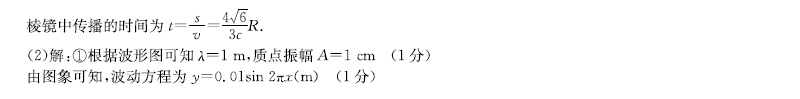 棱镜中传播的时间为 t=s/v=4√6/3c R.
(2)解:①根据波形图可知 λ=1 m,质点振幅 A=1 cm (1分)
由图象可知,波动方程为 y=0.01sin 2πx(m) (1分)